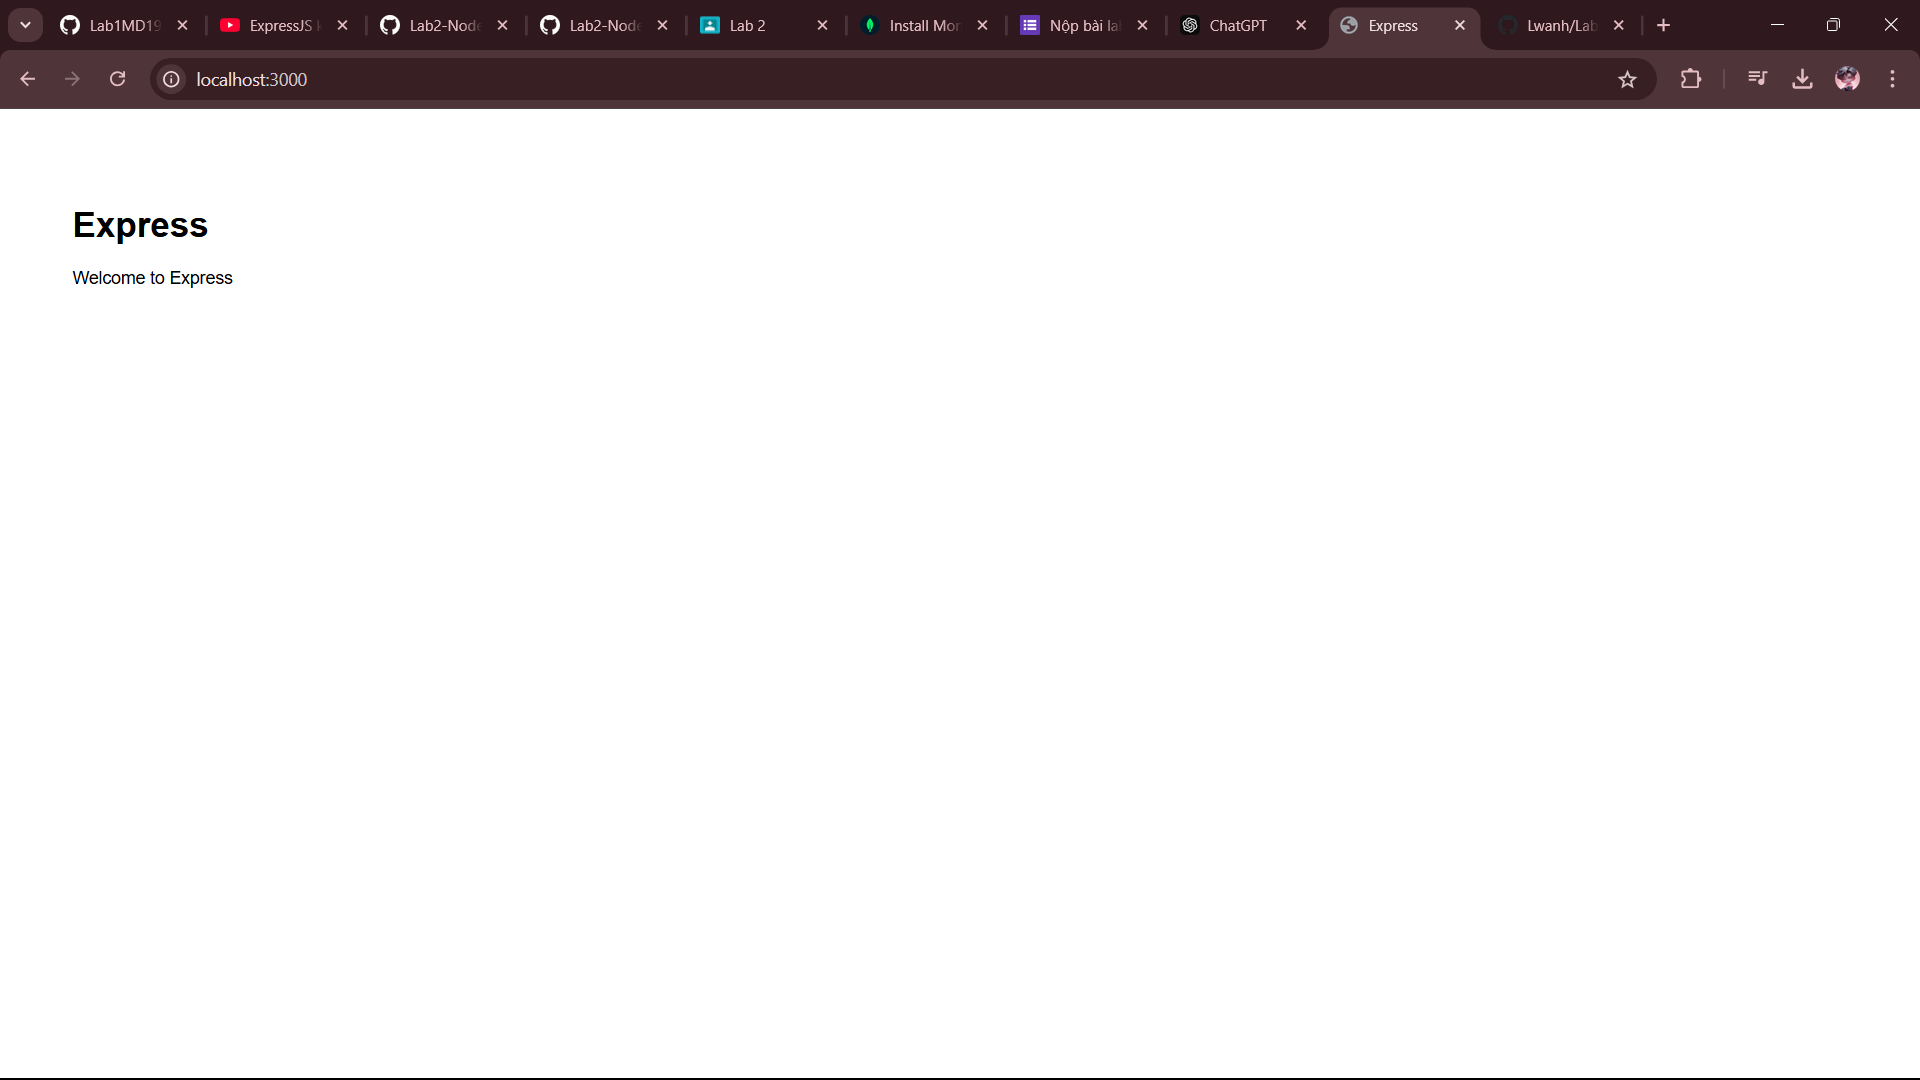 Lab1MD19
ExpressJS
Lab2-Node
Lab2-Node
Lab 2
Install Mon
Nộp bài la
ChatGPT
Express
Lwanh/Lab
localhost:3000
Express
Welcome to Express